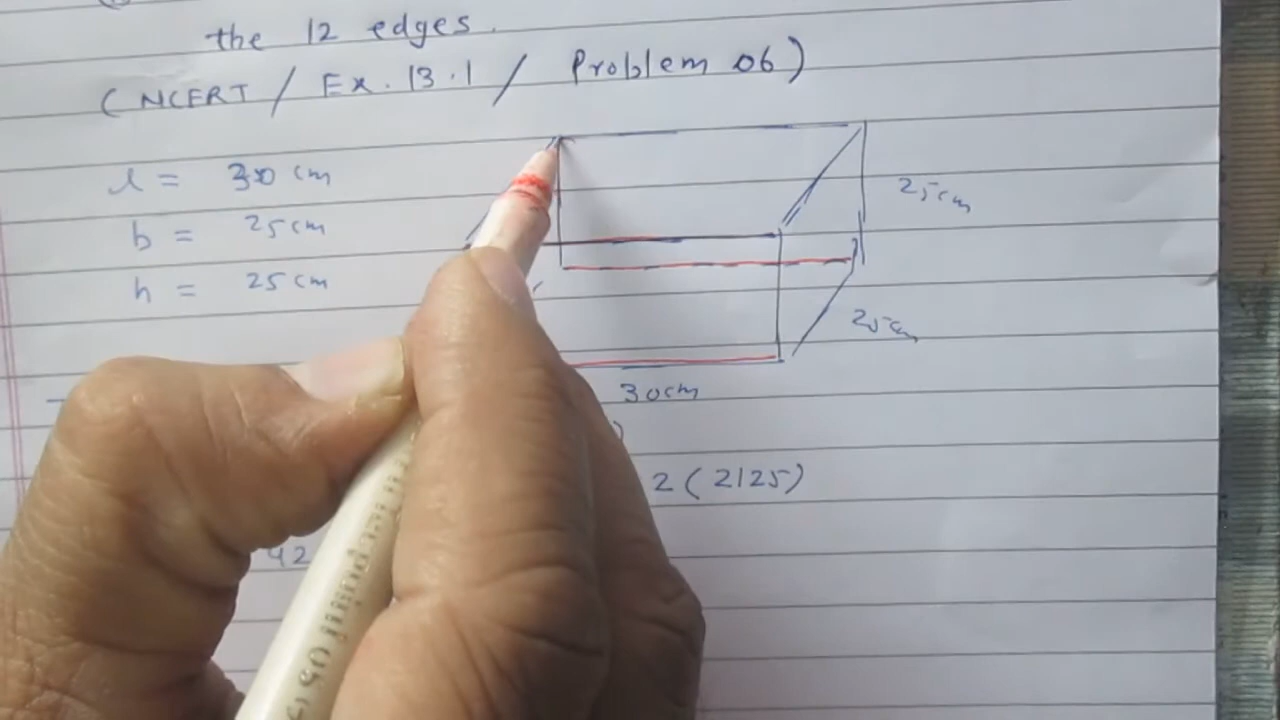 the 12 edges.
(NCERT / Ex. 13.1 / Problem 06)
l = 30 cm
b = 25 cm
h = 25 cm
25 cm
25 cm
30 cm
)
2 ( 2125)
42